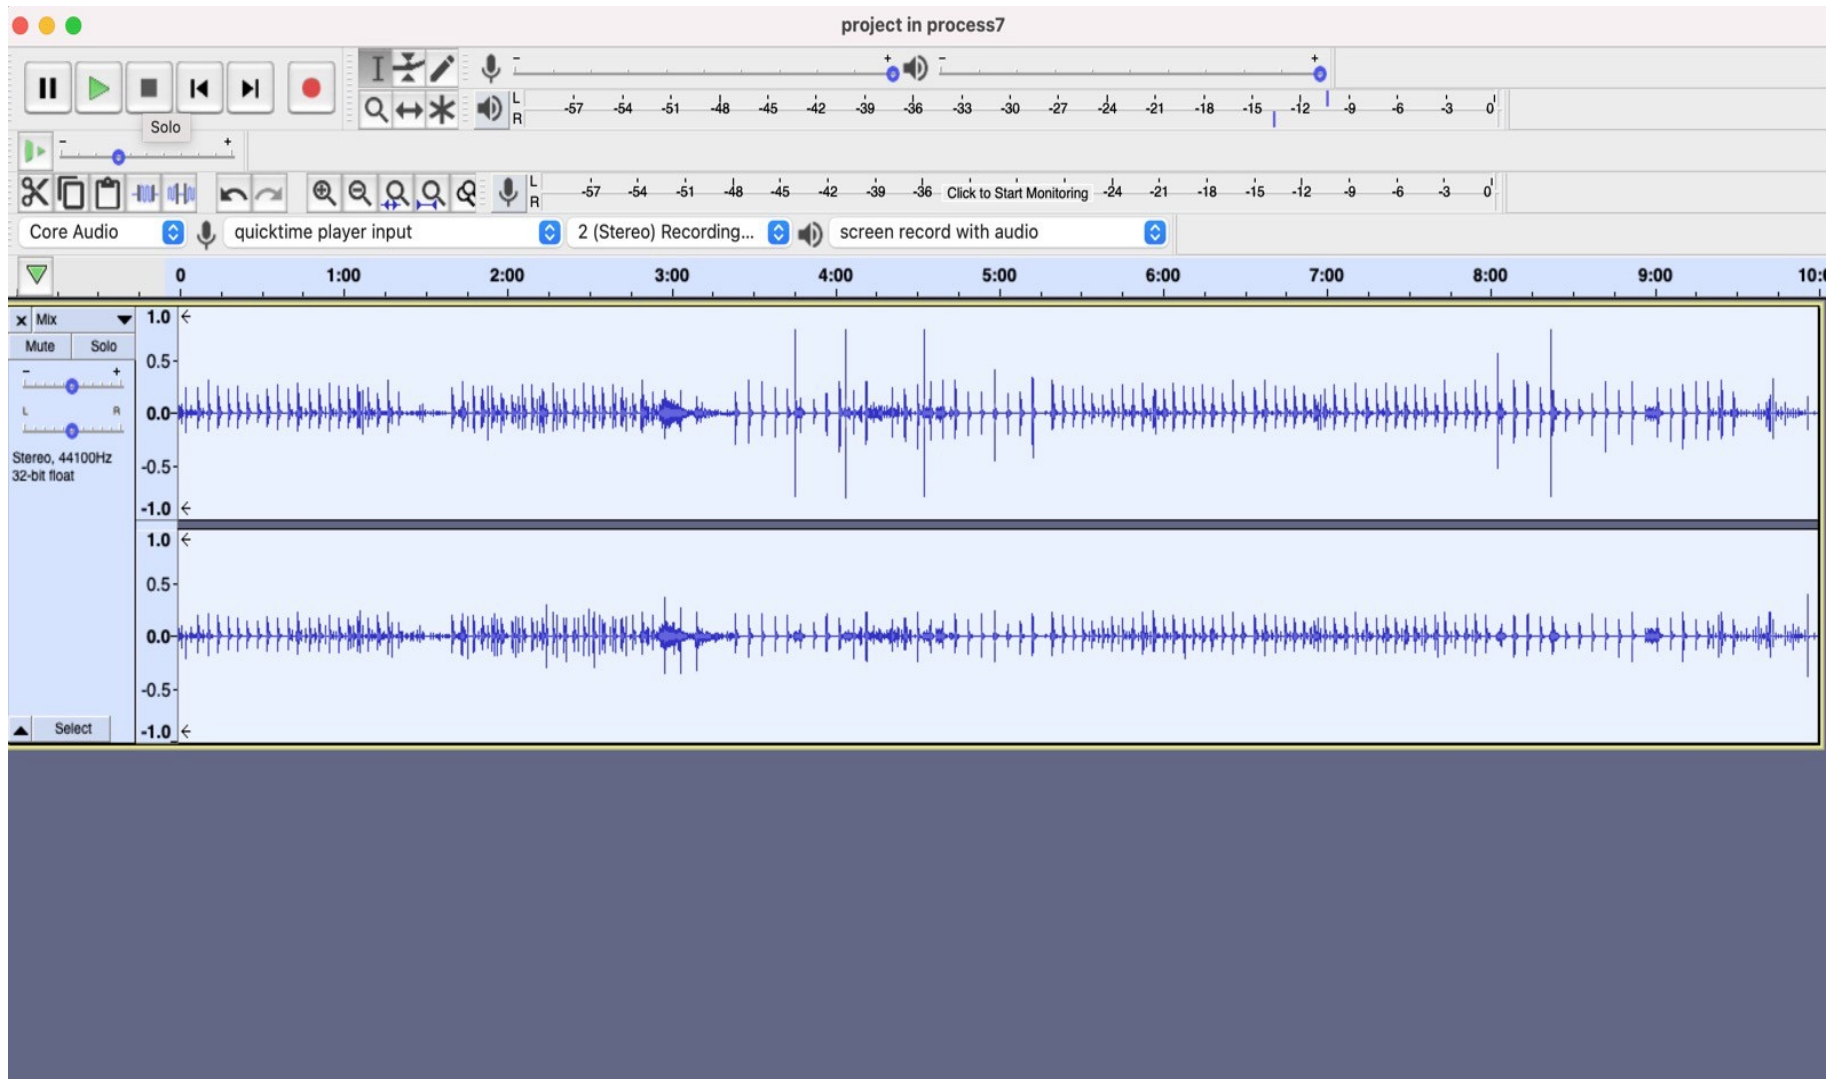 project in process7
- + - +
L R -57 -54 -51 -48 -45 -42 -39 -36 -33 -30 -27 -24 -21 -18 -15 -12 -9 -6 -3 0
Solo
- +
L R -57 -54 -51 -48 -45 -42 -39 -36 Click to Start Monitoring -24 -21 -18 -15 -12 -9 -6 -3 0
Core Audio quicktime player input 2 (Stereo) Recording... screen record with audio
0 1:00 2:00 3:00 4:00 5:00 6:00 7:00 8:00 9:00 10:0
x Mix 1.0
Mute Solo
- + 0.5
L R 0.0
Stereo, 44100Hz
32-bit float -0.5
-1.0
1.0
0.5
0.0
-0.5
Select -1.0